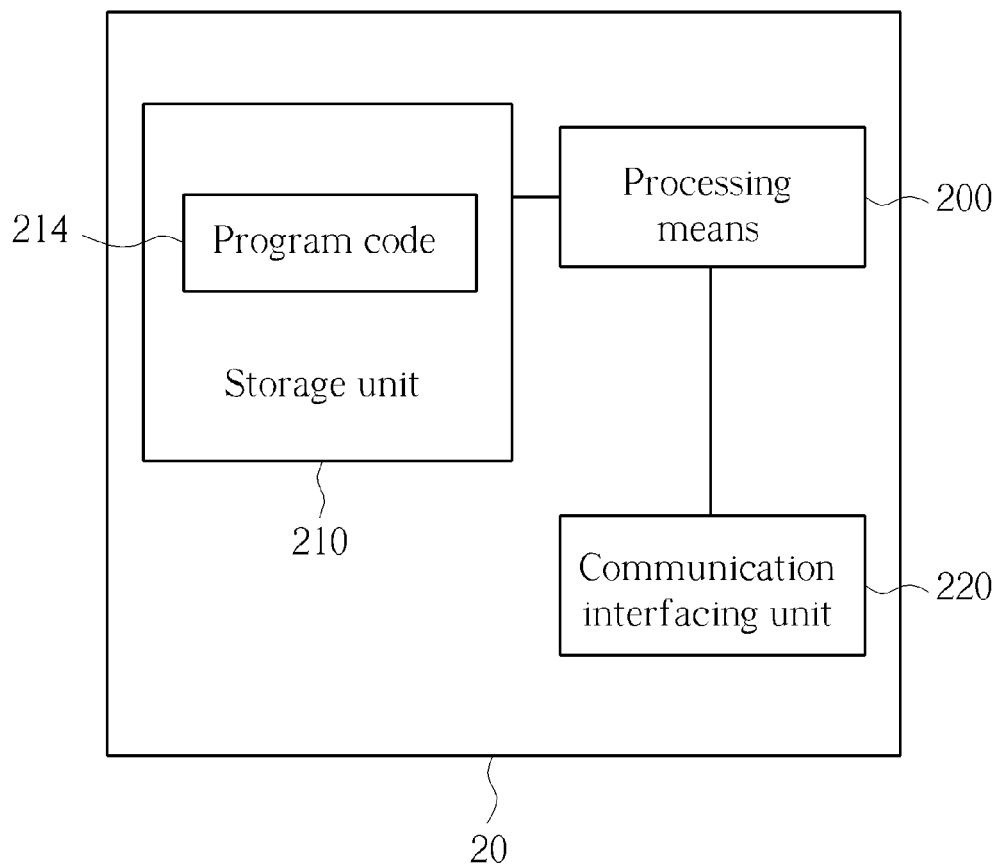 Processing
means
200
214
Program code
Storage unit
210
Communication
interfacing unit
220
20